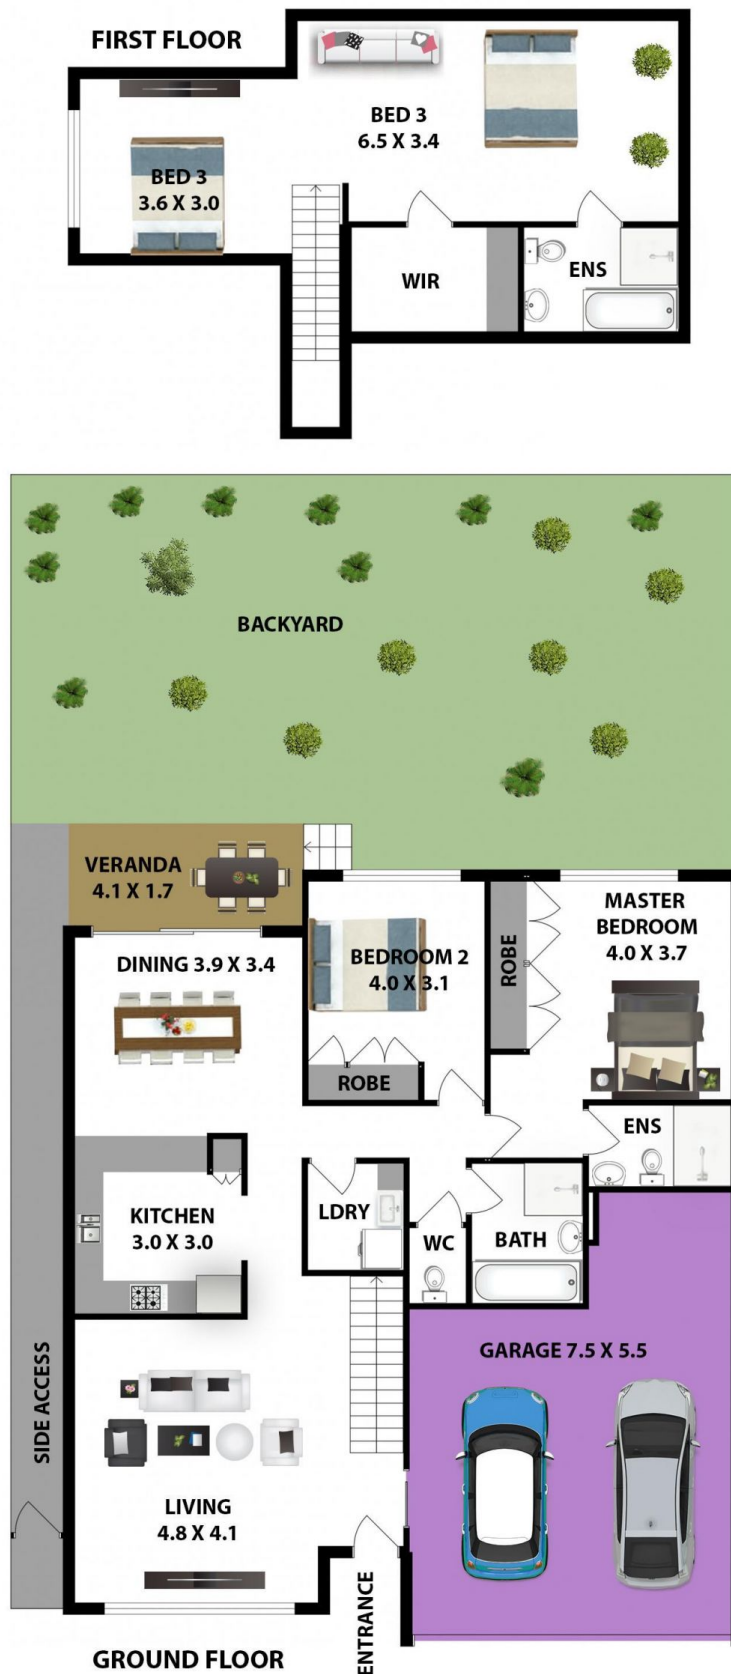 FIRST FLOOR
BED 3
6.5 X 3.4
BED 3
3.6 X 3.0
WIR
ENS
BACKYARD
VERANDA
4.1 X 1.7
DINING 3.9 X 3.4
BEDROOM 2
4.0 X 3.1
ROBE
ROBE
MASTER
BEDROOM
4.0 X 3.7
ENS
KITCHEN
3.0 X 3.0
LDRY
WC
BATH
SIDE ACCESS
GARAGE 7.5 X 5.5
LIVING
4.8 X 4.1
ENTRANCE
GROUND FLOOR